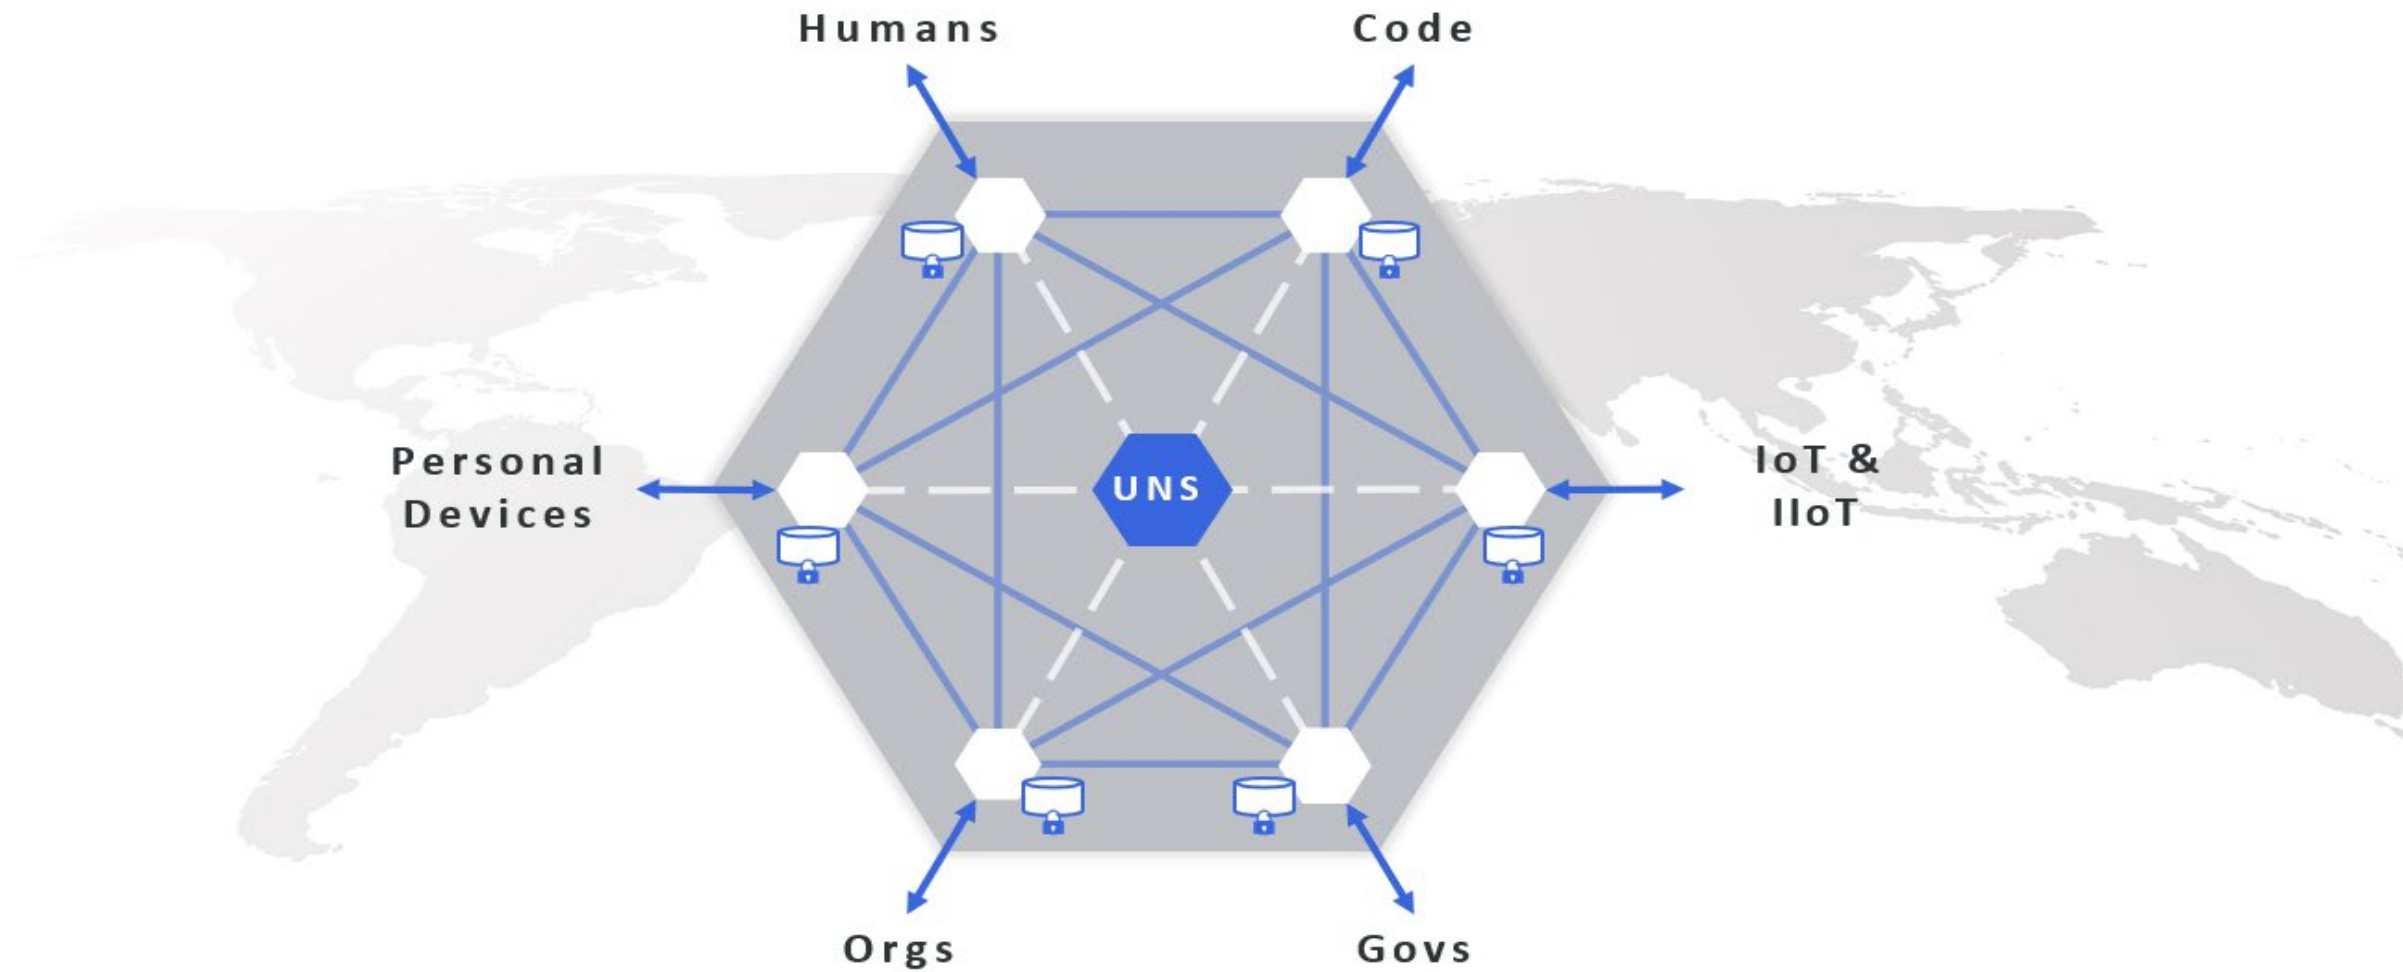 Humans
Code
Personal
Devices
UNS
IoT &
IIoT
Orgs
Govs